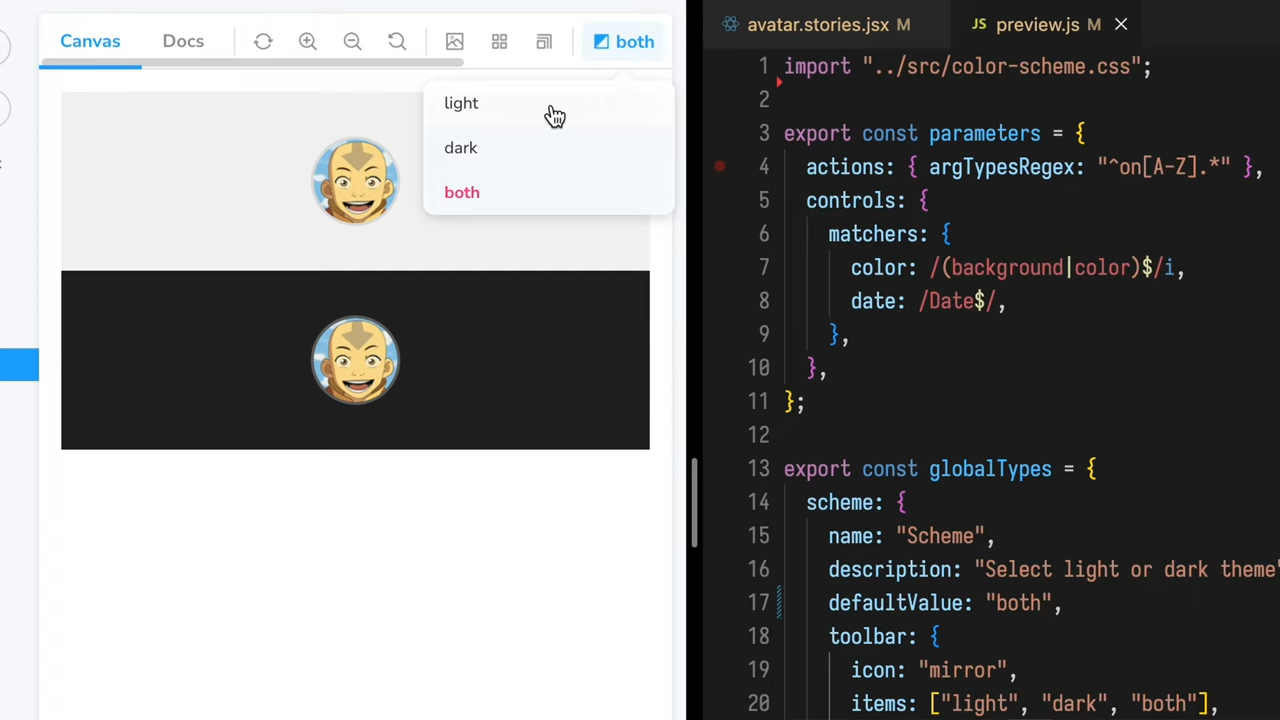 Canvas
Docs
both
light
dark
both
avatar.stories.jsx M
JS preview.js M
1 import "../src/color-scheme.css";
2
3 export const parameters = {
4 actions: { argTypesRegex: "^on[A-Z].*" },
5 controls: {
6 matchers: {
7 color: /(background|color)$/i,
8 date: /Date$/,
9 },
10 },
11 };
12
13 export const globalTypes = {
14 scheme: {
15 name: "Scheme",
16 description: "Select light or dark theme"
17 defaultValue: "both",
18 toolbar: {
19 icon: "mirror",
20 items: ["light", "dark", "both"],